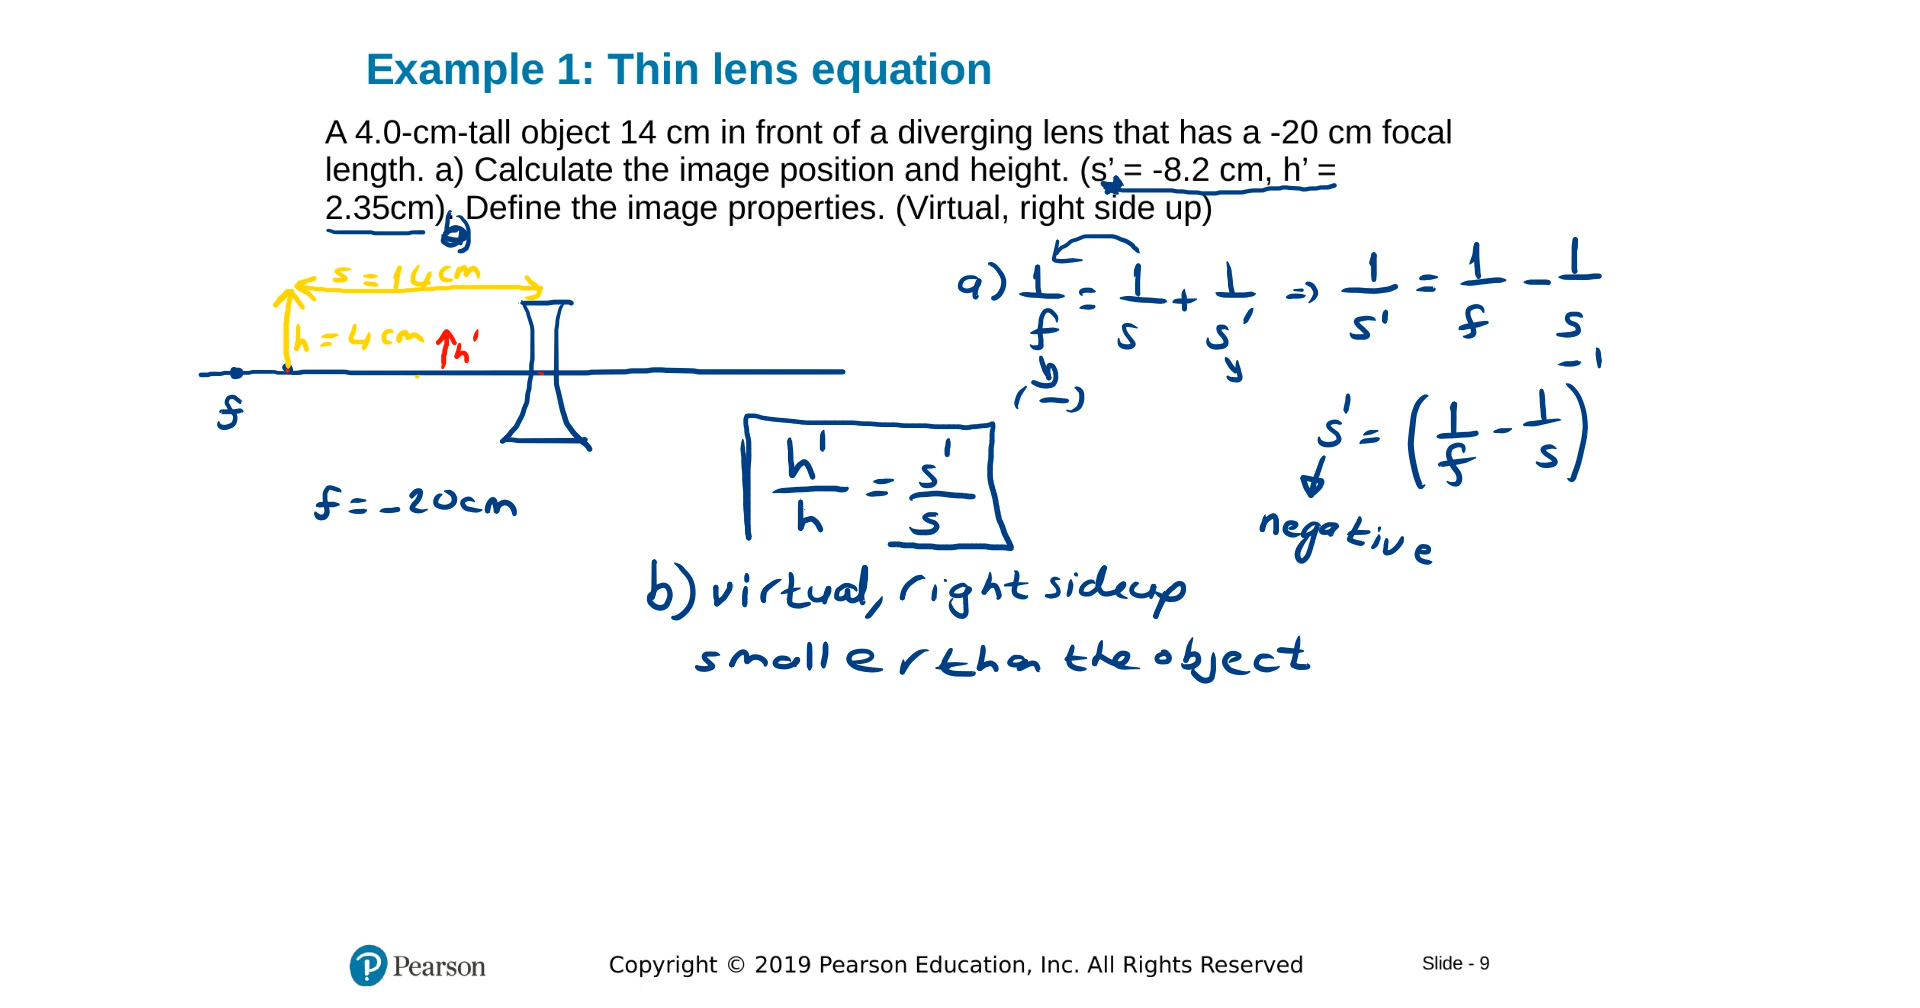 Example 1: Thin lens equation
A 4.0-cm-tall object 14 cm in front of a diverging lens that has a -20 cm focal
length. a) Calculate the image position and height. (s’ = -8.2 cm, h’ =
2.35cm). Define the image properties. (Virtual, right side up)
b)
s = 14 cm
h = 4 cm
h'
f
f = -20cm
a) 1/f = 1/s + 1/s' => 1/s' = 1/f - 1/s
(-)
s' = (1/f - 1/s)
-1
negative
h'/h = s'/s
b) virtual, right sideup
smaller than the object
Pearson
Copyright © 2019 Pearson Education, Inc. All Rights Reserved
Slide - 9